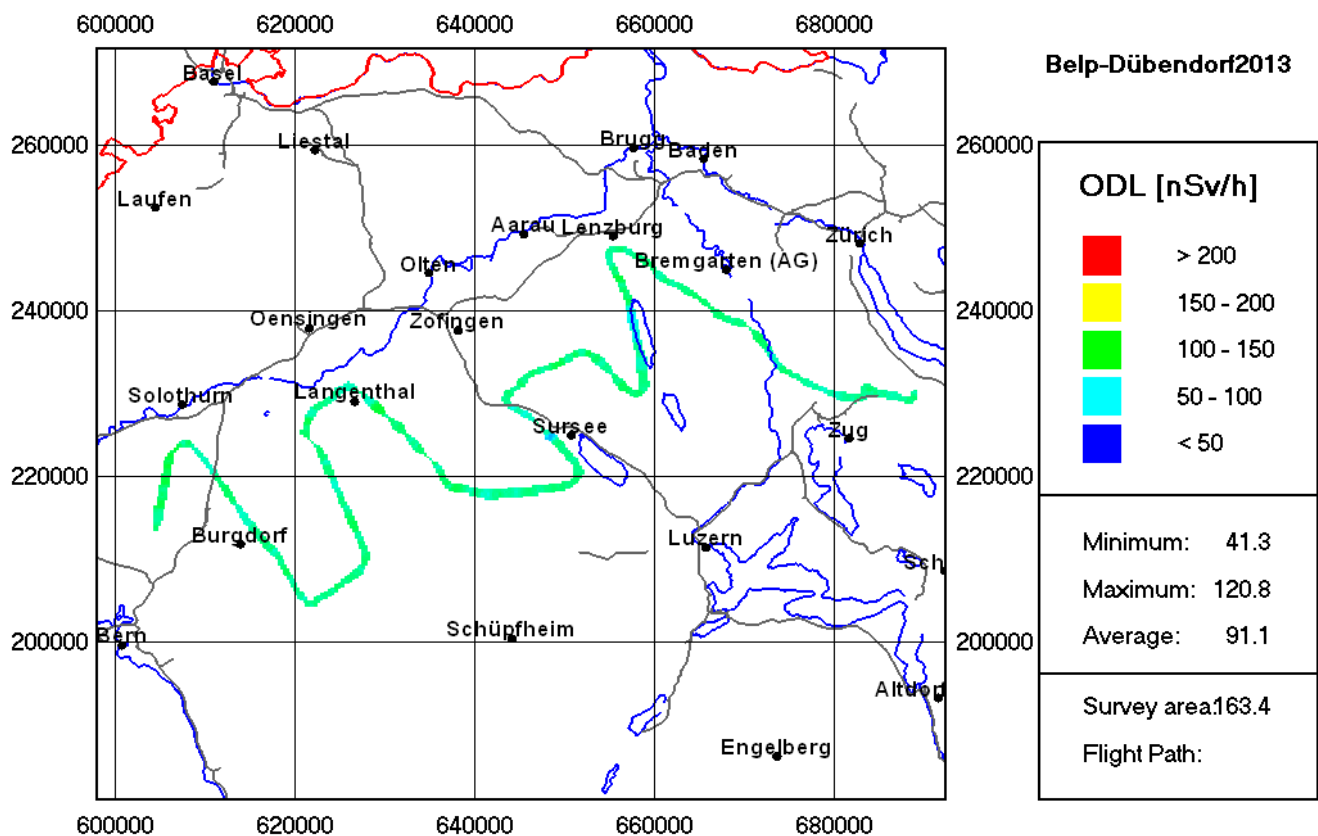 600000 620000 640000 660000 680000
Belp-Dübendorf2013
Basel
260000 Liestal Brugg Baden 260000
Laufen
ODL [nSv/h]
Aarau Lenzburg Zürich
> 200
Olten Bremgarten (AG)
150 - 200
240000 Oensingen Zofingen 240000
100 - 150
Solothurn Langenthal
50 - 100
Sursee Zug
< 50
220000 220000
Burgdorf Luzern
Minimum: 41.3
Sch
Maximum: 120.8
200000 Bern Schüpfheim 200000
Average: 91.1
Altdorf
Survey area:163.4
Engelberg
Flight Path:
600000 620000 640000 660000 680000